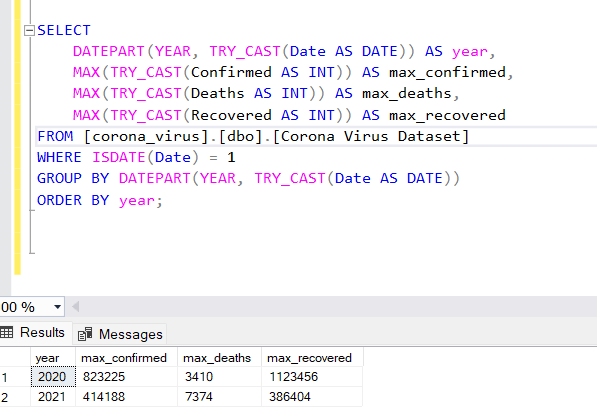 SELECT
DATEPART(YEAR, TRY_CAST(Date AS DATE)) AS year,
MAX(TRY_CAST(Confirmed AS INT)) AS max_confirmed,
MAX(TRY_CAST(Deaths AS INT)) AS max_deaths,
MAX(TRY_CAST(Recovered AS INT)) AS max_recovered
FROM [corona_virus].[dbo].[Corona Virus Dataset]
WHERE ISDATE(Date) = 1
GROUP BY DATEPART(YEAR, TRY_CAST(Date AS DATE))
ORDER BY year;
00 %
Results Messages
year max_confirmed max_deaths max_recovered
1 2020 823225 3410 1123456
2 2021 414188 7374 386404